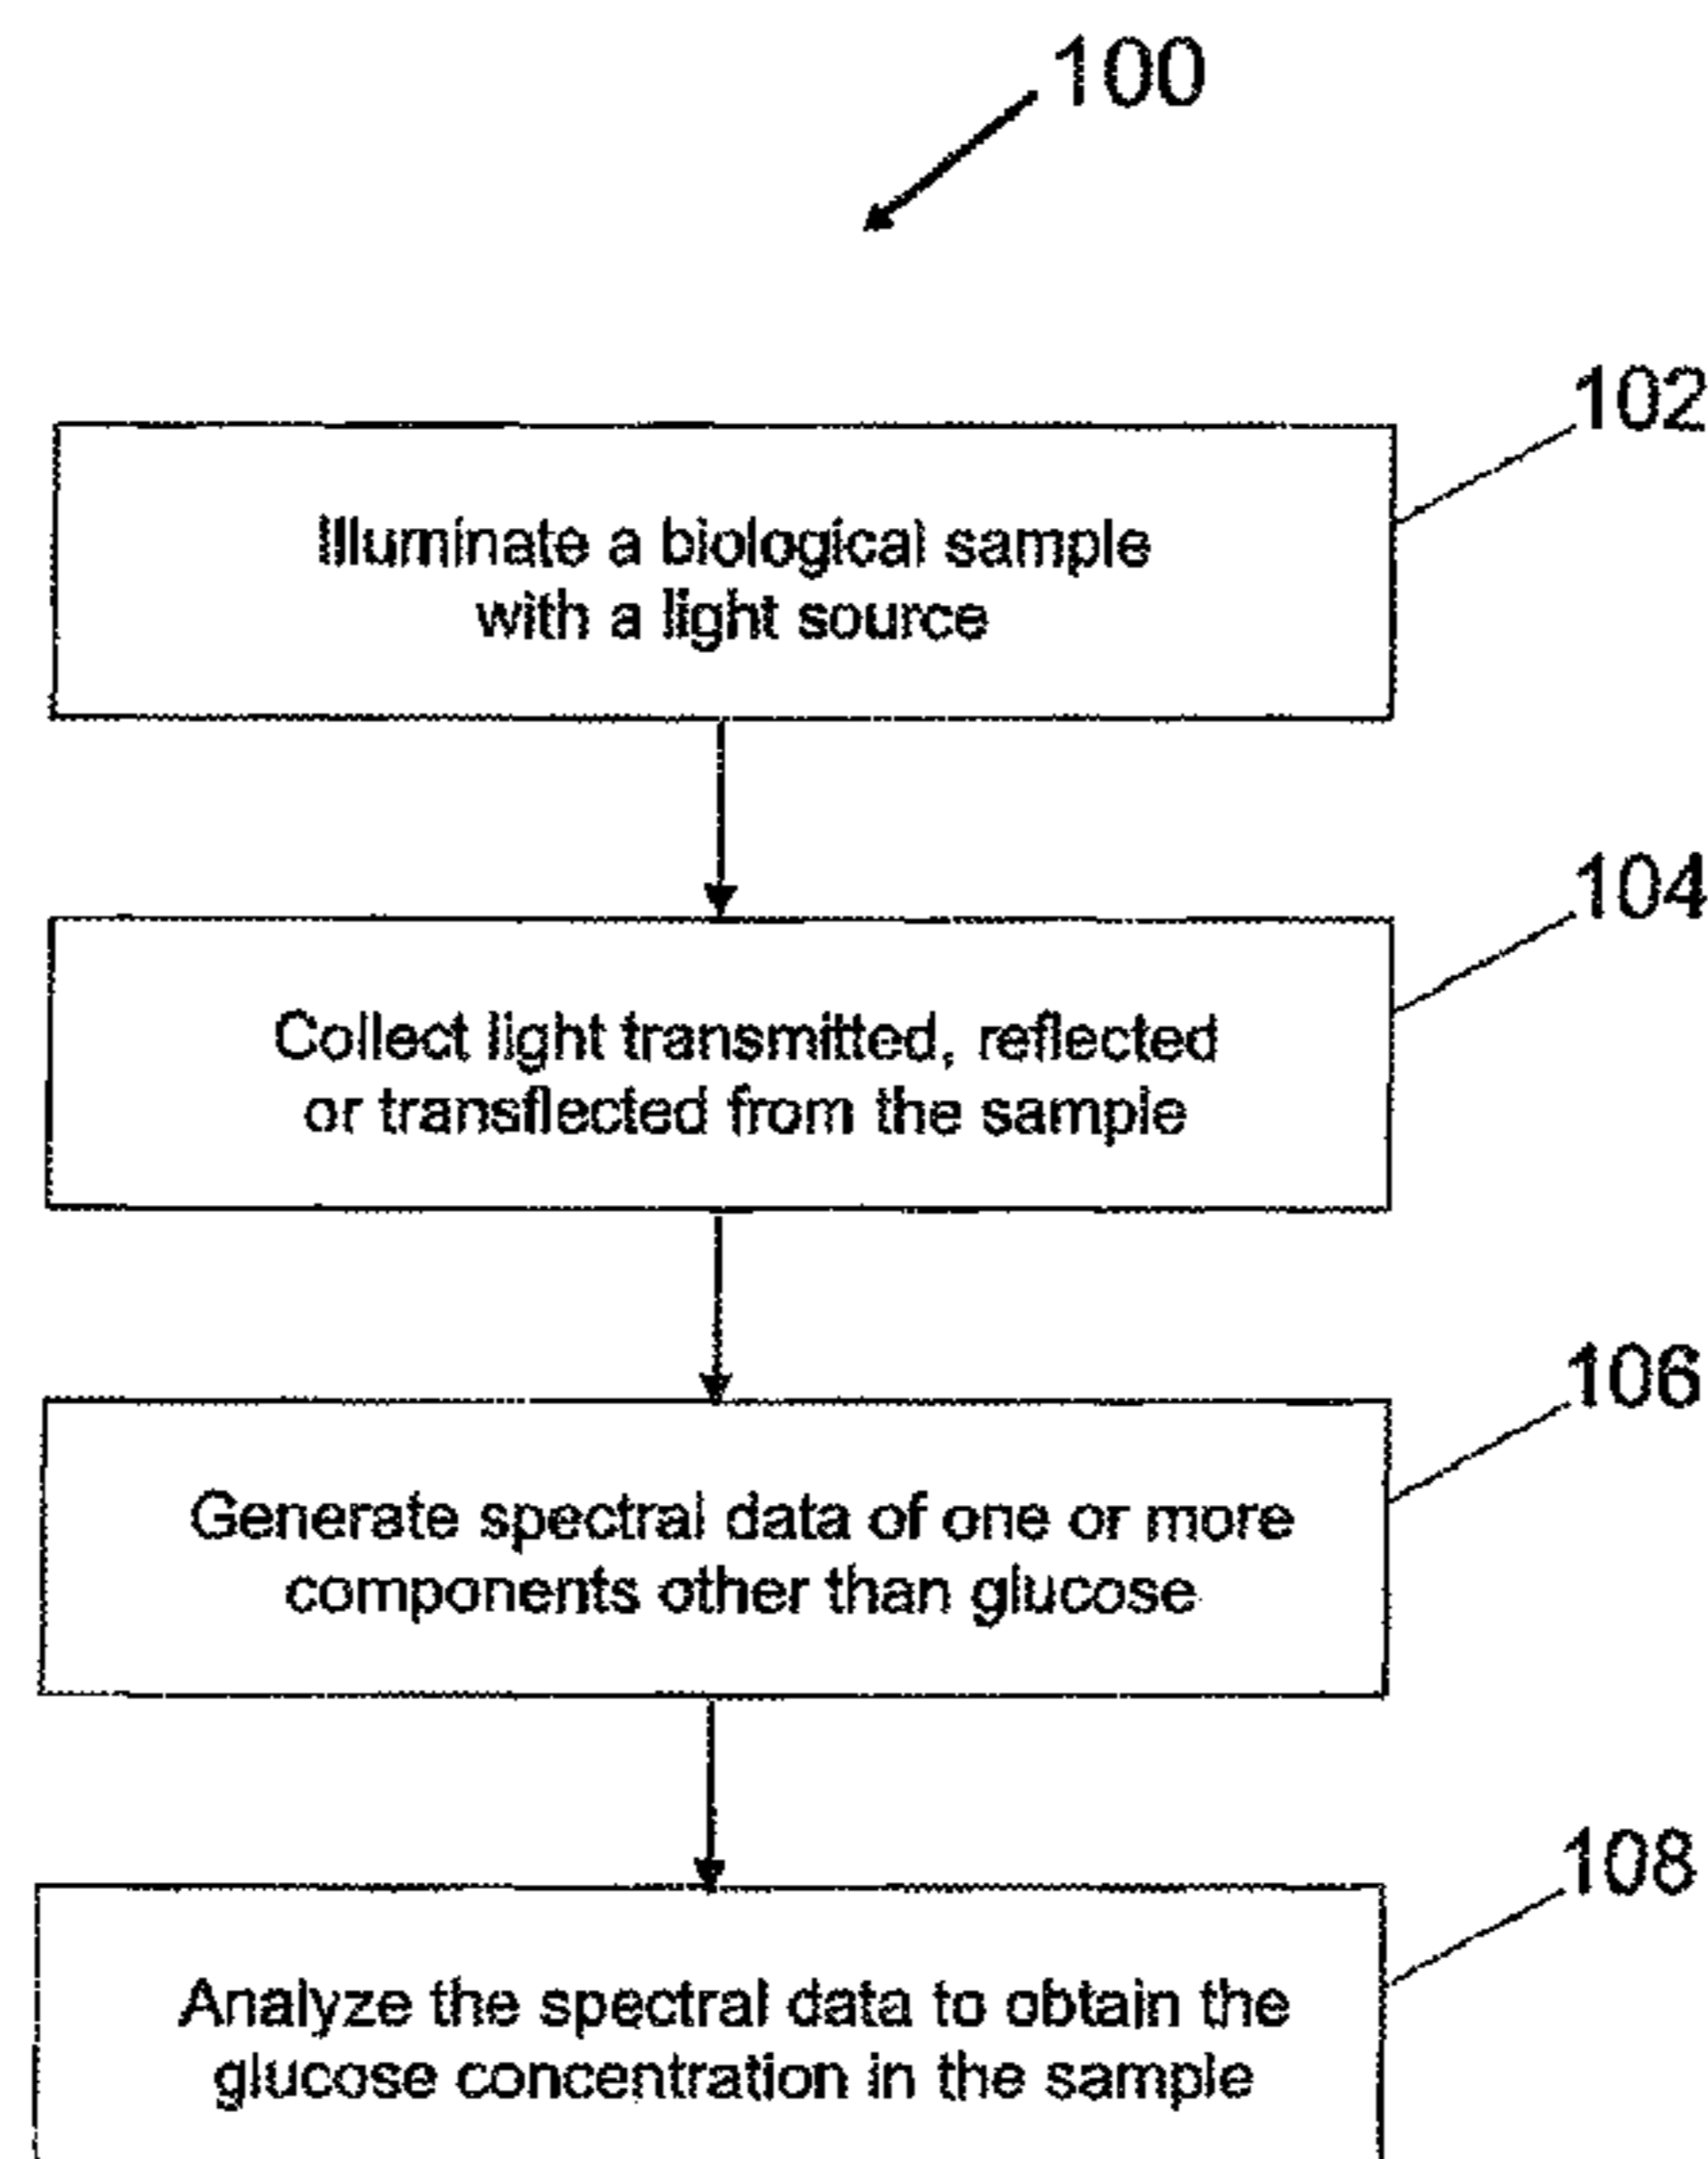 100
102
Illuminate a biological sample
with a light source
104
Collect light transmitted, reflected
or transflected from the sample
106
Generate spectral data of one or more
components other than glucose
108
Analyze the spectral data to obtain the
glucose concentration in the sample